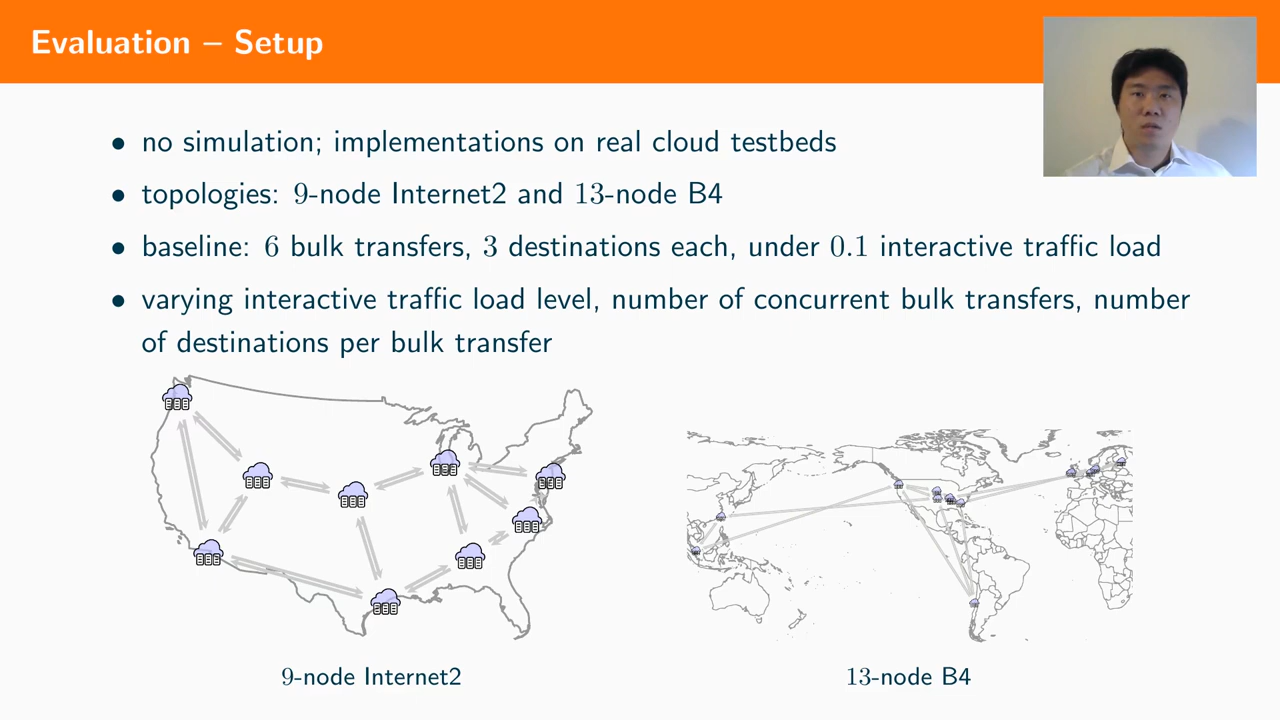 Evaluation – Setup
• no simulation; implementations on real cloud testbeds
• topologies: 9-node Internet2 and 13-node B4
• baseline: 6 bulk transfers, 3 destinations each, under 0.1 interactive traffic load
• varying interactive traffic load level, number of concurrent bulk transfers, number
of destinations per bulk transfer
9-node Internet2
13-node B4